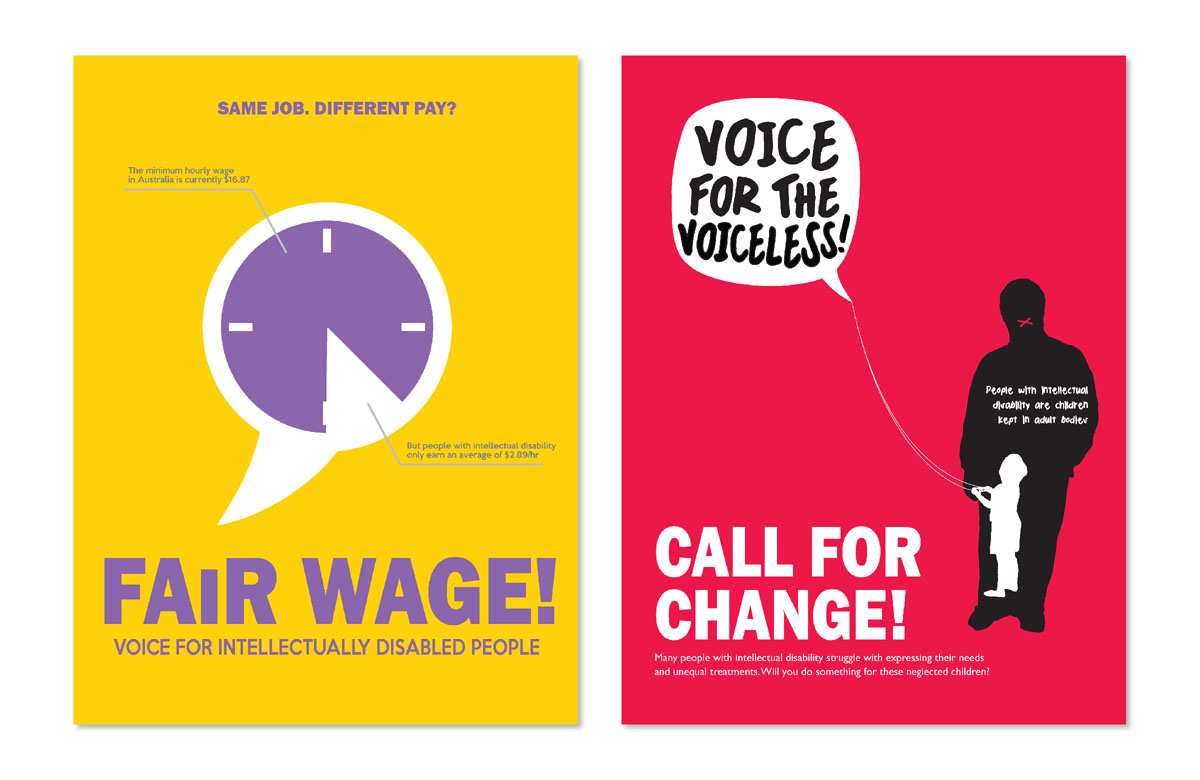 SAME JOB. DIFFERENT PAY?
The minimum hourly wage
in Australia is currently $16.87
But people with intellectual disability
only earn an average of $2.89/hr
FAiR WAGE!
VOICE FOR INTELLECTUALLY DISABLED PEOPLE
VOICE
FOR THE
VOICELESS!
People with intellectual
disability are children
kept in adult bodies
CALL FOR
CHANGE!
Many people with intellectual disability struggle with expressing their needs
and unequal treatments. Will you do something for these neglected children?